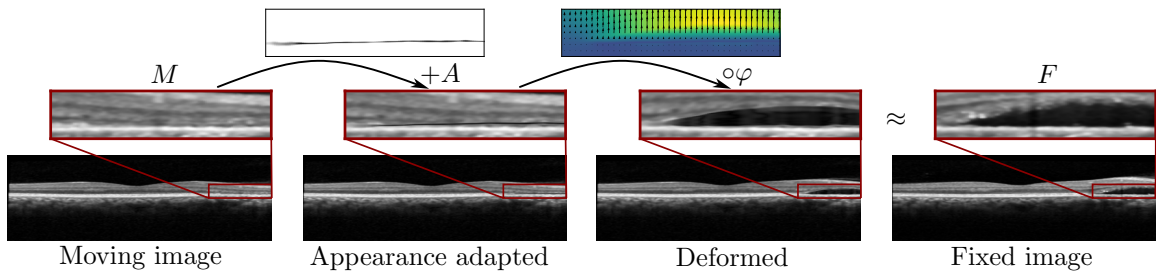 M
+A
∘φ
F
≈
Moving image
Appearance adapted
Deformed
Fixed image